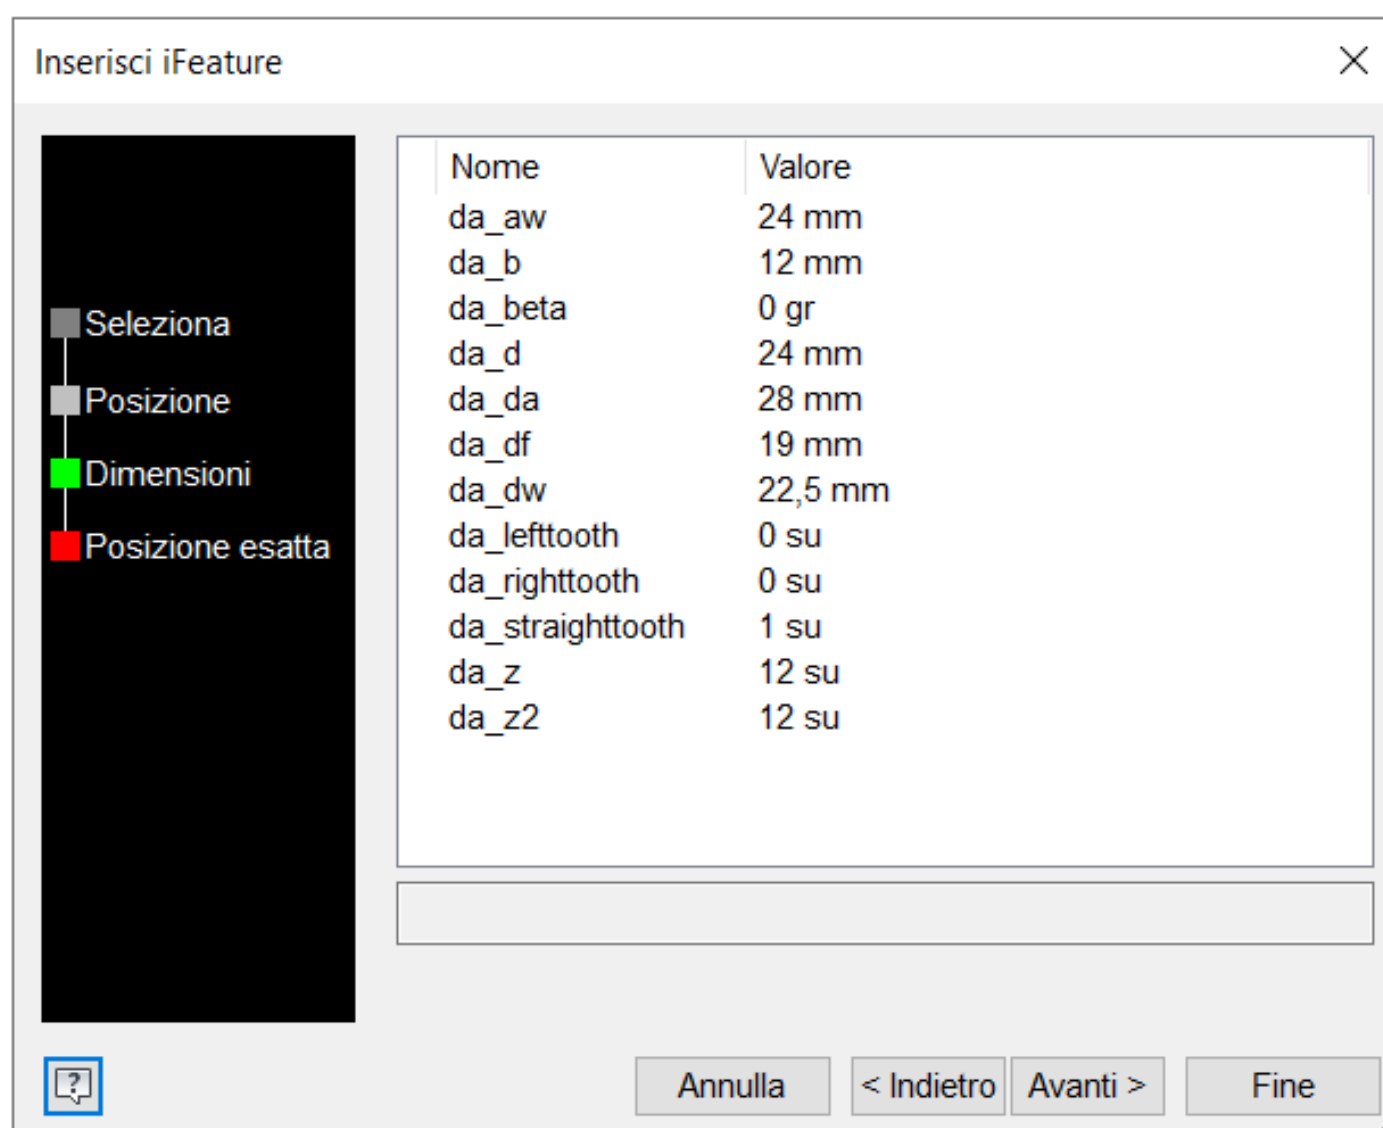 Inserisci iFeature
Seleziona
Posizione
Dimensioni
Posizione esatta
Nome Valore
da_aw 24 mm
da_b 12 mm
da_beta 0 gr
da_d 24 mm
da_da 28 mm
da_df 19 mm
da_dw 22,5 mm
da_lefttooth 0 su
da_righttooth 0 su
da_straighttooth 1 su
da_z 12 su
da_z2 12 su
? Annulla < Indietro Avanti > Fine